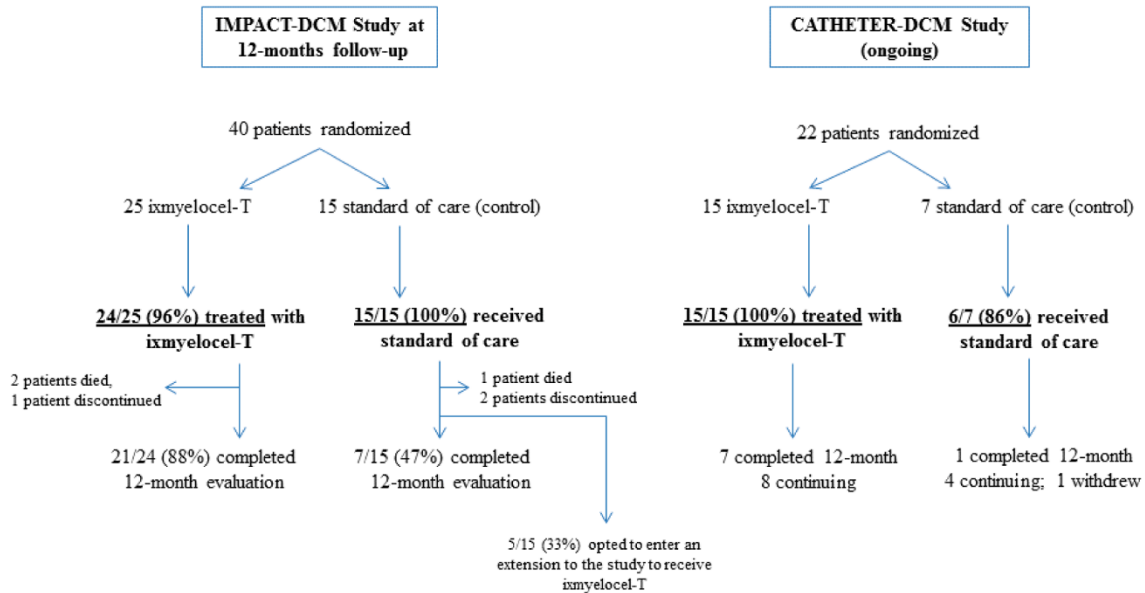 IMPACT-DCM Study at
12-months follow-up
40 patients randomized
25 ixmyelocel-T
15 standard of care (control)
24/25 (96%) treated with
ixmyelocel-T
15/15 (100%) received
standard of care
2 patients died,
1 patient discontinued
1 patient died
2 patients discontinued
21/24 (88%) completed
12-month evaluation
7/15 (47%) completed
12-month evaluation
5/15 (33%) opted to enter an
extension to the study to receive
ixmyelocel-T
CATHETER-DCM Study
(ongoing)
22 patients randomized
15 ixmyelocel-T
7 standard of care (control)
15/15 (100%) treated with
ixmyelocel-T
6/7 (86%) received
standard of care
7 completed 12-month
8 continuing
1 completed 12-month
4 continuing; 1 withdrew